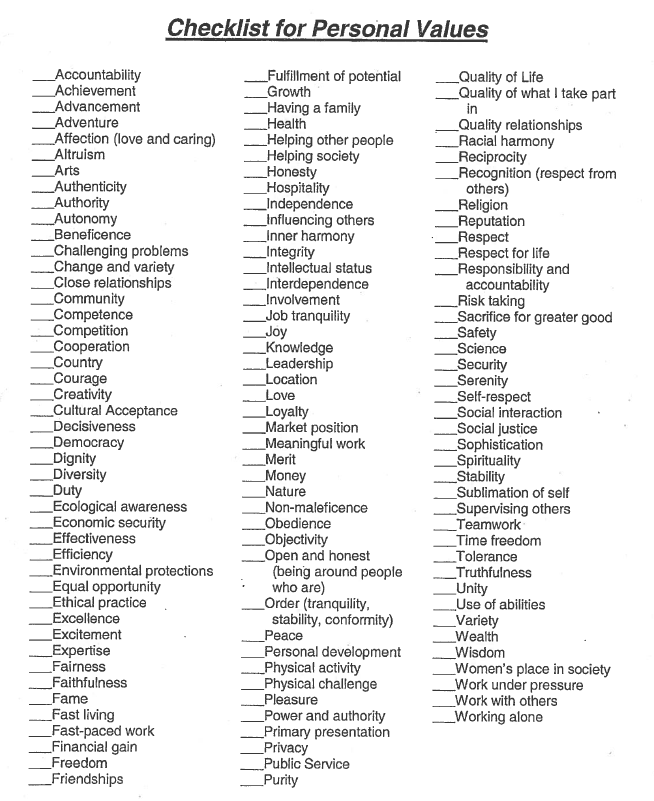 Checklist for Personal Values
___Accountability
___Achievement
___Advancement
___Adventure
___Affection (love and caring)
___Altruism
___Arts
___Authenticity
___Authority
___Autonomy
___Beneficence
___Challenging problems
___Change and variety
___Close relationships
___Community
___Competence
___Competition
___Cooperation
___Country
___Courage
___Creativity
___Cultural Acceptance
___Decisiveness
___Democracy
___Dignity
___Diversity
___Duty
___Ecological awareness
___Economic security
___Effectiveness
___Efficiency
___Environmental protections
___Equal opportunity
___Ethical practice
___Excellence
___Excitement
___Expertise
___Fairness
___Faithfulness
___Fame
___Fast living
___Fast-paced work
___Financial gain
___Freedom
___Friendships
___Fulfillment of potential
___Growth
___Having a family
___Health
___Helping other people
___Helping society
___Honesty
___Hospitality
___Independence
___Influencing others
___Inner harmony
___Integrity
___Intellectual status
___Interdependence
___Involvement
___Job tranquility
___Joy
___Knowledge
___Leadership
___Location
___Love
___Loyalty
___Market position
___Meaningful work
___Merit
___Money
___Nature
___Non-maleficence
___Obedience
___Objectivity
___Open and honest
(being around people
who are)
___Order (tranquility,
stability, conformity)
___Peace
___Personal development
___Physical activity
___Physical challenge
___Pleasure
___Power and authority
___Primary presentation
___Privacy
___Public Service
___Purity
___Quality of Life
___Quality of what I take part
in
___Quality relationships
___Racial harmony
___Reciprocity
___Recognition (respect from
others)
___Religion
___Reputation
___Respect
___Respect for life
___Responsibility and
accountability
___Risk taking
___Sacrifice for greater good
___Safety
___Science
___Security
___Serenity
___Self-respect
___Social interaction
___Social justice
___Sophistication
___Spirituality
___Stability
___Sublimation of self
___Supervising others
___Teamwork
___Time freedom
___Tolerance
___Truthfulness
___Unity
___Use of abilities
___Variety
___Wealth
___Wisdom
___Women's place in society
___Work under pressure
___Work with others
___Working alone